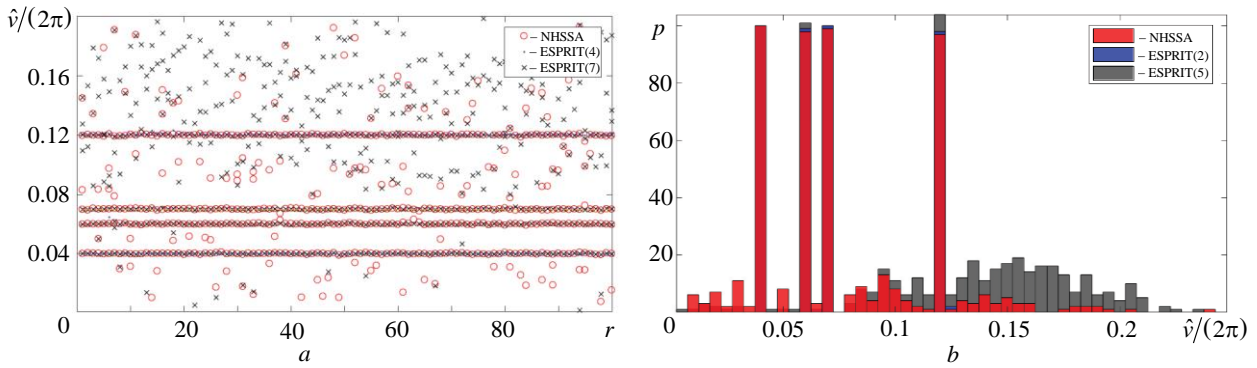 v̂/(2π)
0.16
0.12
0.08
0.04
0
20
40
60
80
r
a
– NHSSA
– ESPRIT(4)
– ESPRIT(7)
p
80
60
40
20
0
0.05
0.1
0.15
0.2
v̂/(2π)
b
– NHSSA
– ESPRIT(2)
– ESPRIT(5)